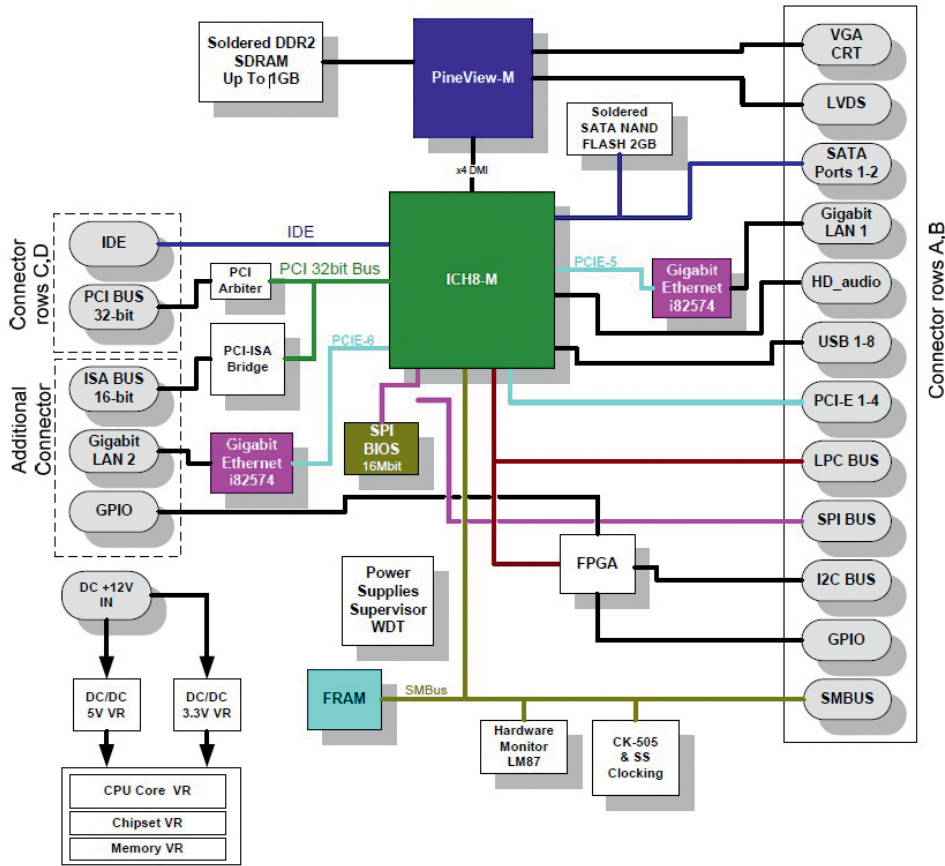 Soldered DDR2
SDRAM
Up To 1GB
PineView-M
VGA
CRT
LVDS
Soldered
SATA NAND
FLASH 2GB
SATA
Ports 1-2
x4 DMI
Gigabit
LAN 1
Connector
rows C,D
IDE
IDE
PCI BUS
32-bit
PCI
Arbiter
PCI 32bit Bus
ICH8-M
PCIE-5
Gigabit
Ethernet
i82574
HD_audio
Connector rows A,B
USB 1-8
PCI-ISA
Bridge
PCIE-6
Additional
Connector
ISA BUS
16-bit
PCI-E 1-4
Gigabit
LAN 2
Gigabit
Ethernet
i82574
SPI
BIOS
16Mbit
LPC BUS
GPIO
SPI BUS
FPGA
I2C BUS
DC +12V
IN
Power
Supplies
Supervisor
WDT
GPIO
DC/DC
5V VR
DC/DC
3.3V VR
FRAM
SMBus
SMBUS
Hardware
Monitor
LM87
CK-505
& SS
Clocking
CPU Core VR
Chipset VR
Memory VR